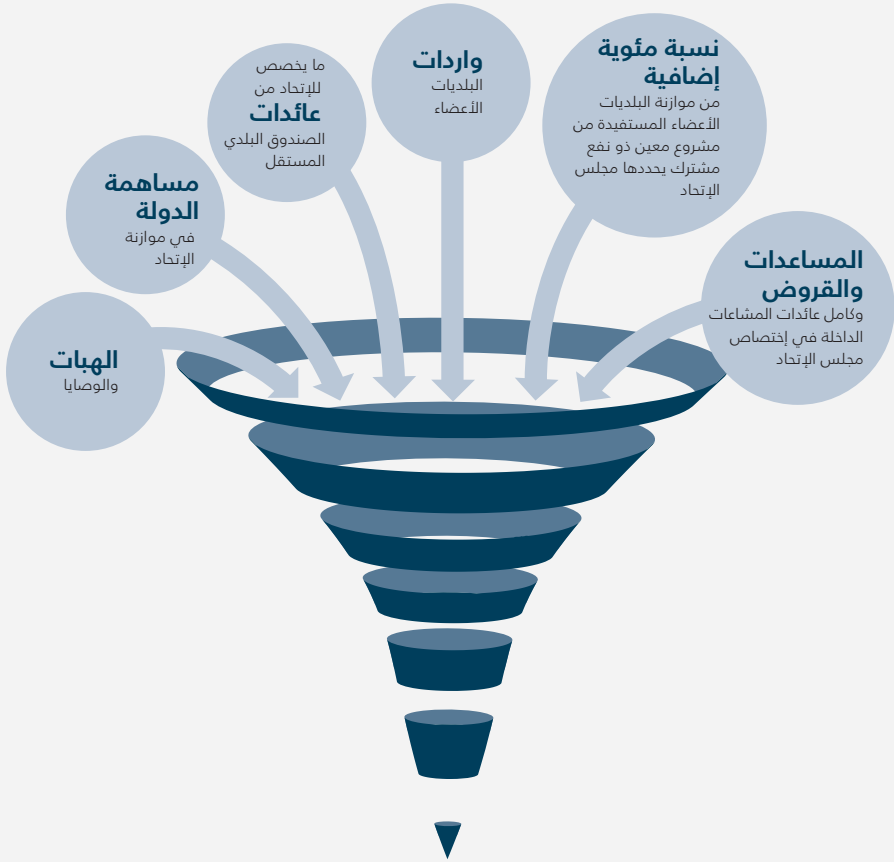 نسبة مئوية
إضافية
من موازنة البلديات
الأعضاء المستفيدة من
مشروع معين ذو نفع
مشترك يحددها مجلس
الإتحاد
واردات
البلديات
الأعضاء
ما يخصص
للإتحاد من
عائدات
الصندوق البلدي
المستقل
مساهمة
الدولة
في موازنة
الإتحاد
الهبات
والوصايا
المساعدات
والقروض
وكامل عائدات المشاعات
الداخلة في إختصاص
مجلس الإتحاد